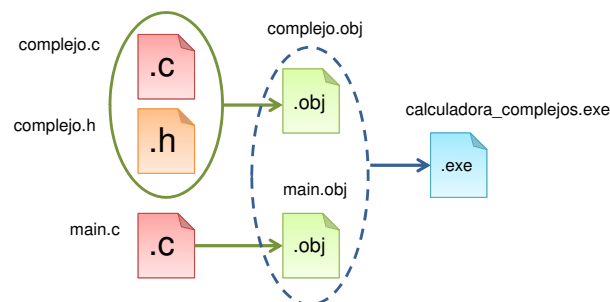 complejo.c
complejo.obj
.c
.obj
calculadora_complejos.exe
complejo.h
.h
.exe
main.obj
main.c
.c
.obj